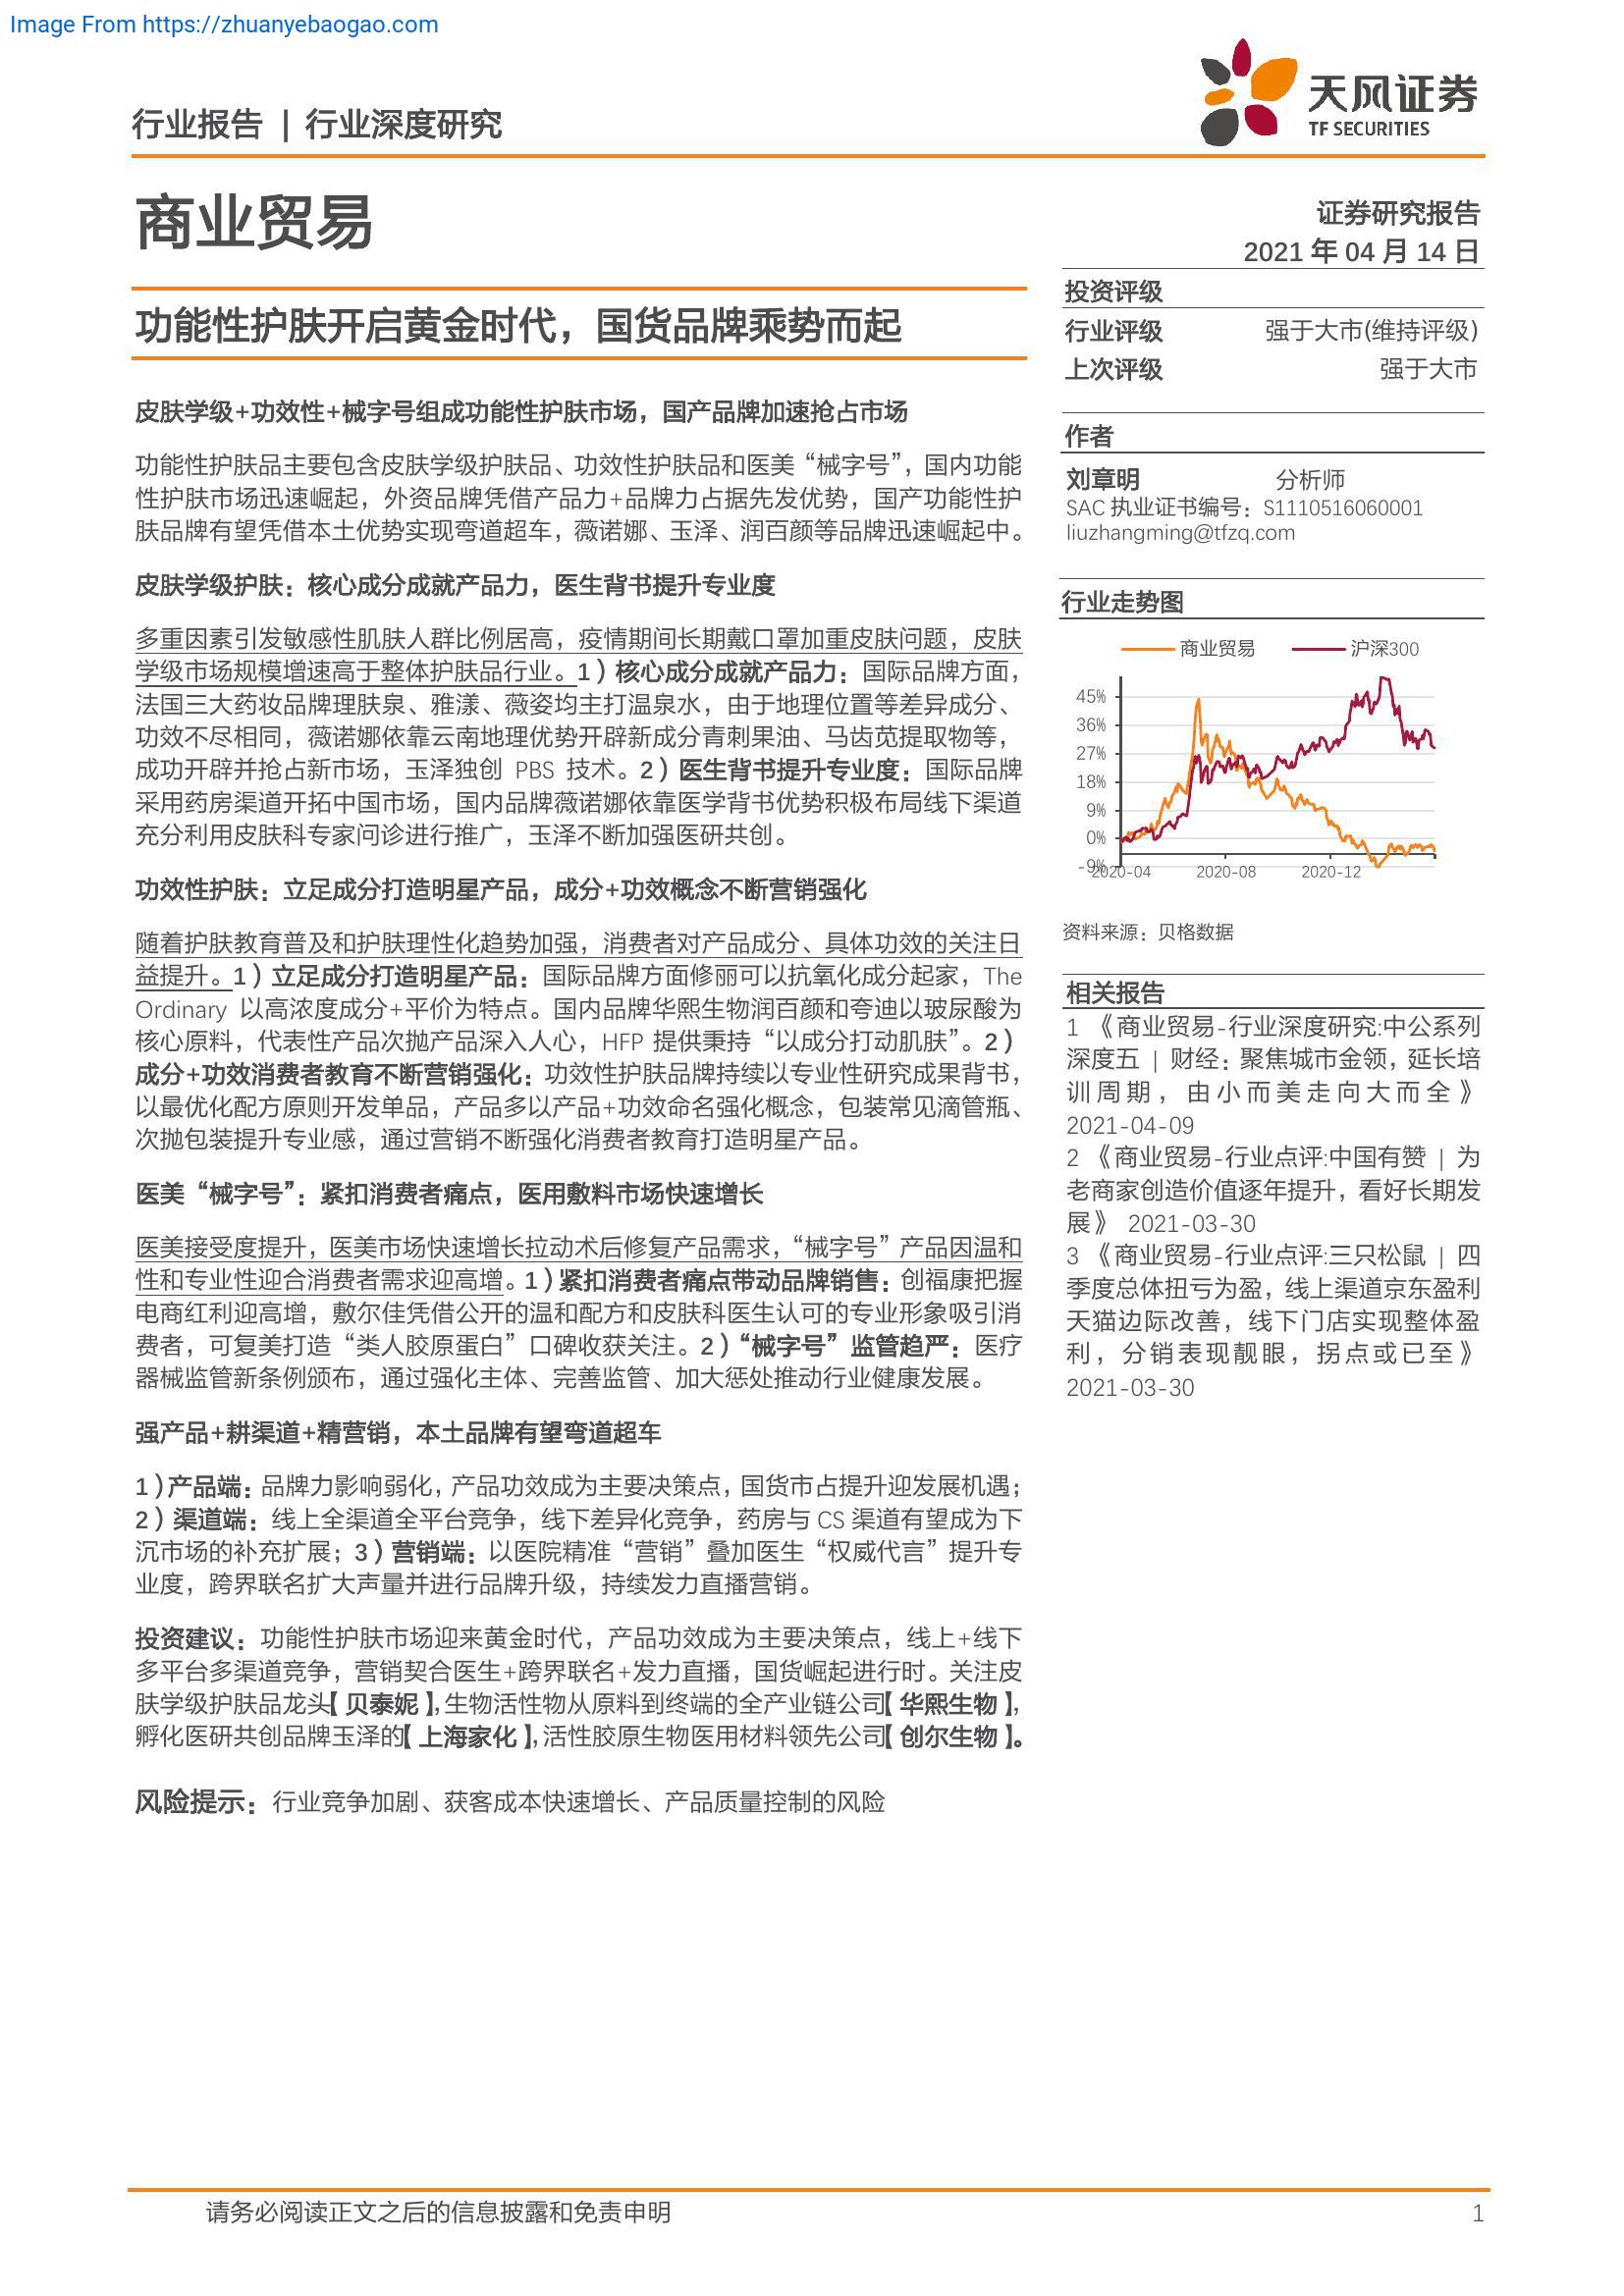 Image From https://zhuanyebaogao.com
行业报告 | 行业深度研究
天风证券
TF SECURITIES
商业贸易
证券研究报告
2021 年 04 月 14 日
功能性护肤开启黄金时代，国货品牌乘势而起
皮肤学级+功效性+械字号组成功能性护肤市场，国产品牌加速抢占市场
功能性护肤品主要包含皮肤学级护肤品、功效性护肤品和医美“械字号”，国内功能
性护肤市场迅速崛起，外资品牌凭借产品力+品牌力占据先发优势，国产功能性护
肤品牌有望凭借本土优势实现弯道超车，薇诺娜、玉泽、润百颜等品牌迅速崛起中。
皮肤学级护肤：核心成分成就产品力，医生背书提升专业度
多重因素引发敏感性肌肤人群比例居高，疫情期间长期戴口罩加重皮肤问题，皮肤
学级市场规模增速高于整体护肤品行业。1）核心成分成就产品力：国际品牌方面，
法国三大药妆品牌理肤泉、雅漾、薇姿均主打温泉水，由于地理位置等差异成分、
功效不尽相同，薇诺娜依靠云南地理优势开辟新成分青刺果油、马齿苋提取物等，
成功开辟并抢占新市场，玉泽独创 PBS 技术。2）医生背书提升专业度：国际品牌
采用药房渠道开拓中国市场，国内品牌薇诺娜依靠医学背书优势积极布局线下渠道
充分利用皮肤科专家问诊进行推广，玉泽不断加强医研共创。
功效性护肤：立足成分打造明星产品，成分+功效概念不断营销强化
随着护肤教育普及和护肤理性化趋势加强，消费者对产品成分、具体功效的关注日
益提升。1）立足成分打造明星产品：国际品牌方面修丽可以抗氧化成分起家，The
Ordinary 以高浓度成分+平价为特点。国内品牌华熙生物润百颜和夸迪以玻尿酸为
核心原料，代表性产品次抛产品深入人心，HFP 提供秉持“以成分打动肌肤”。2）
成分+功效消费者教育不断营销强化：功效性护肤品牌持续以专业性研究成果背书，
以最优化配方原则开发单品，产品多以产品+功效命名强化概念，包装常见滴管瓶、
次抛包装提升专业感，通过营销不断强化消费者教育打造明星产品。
医美“械字号”：紧扣消费者痛点，医用敷料市场快速增长
医美接受度提升，医美市场快速增长拉动术后修复产品需求，“械字号”产品因温和
性和专业性迎合消费者需求迎高增。1）紧扣消费者痛点带动品牌销售：创福康把握
电商红利迎高增，敷尔佳凭借公开的温和配方和皮肤科医生认可的专业形象吸引消
费者，可复美打造“类人胶原蛋白”口碑收获关注。2）“械字号”监管趋严：医疗
器械监管新条例颁布，通过强化主体、完善监管、加大惩处推动行业健康发展。
强产品+耕渠道+精营销，本土品牌有望弯道超车
1）产品端：品牌力影响弱化，产品功效成为主要决策点，国货市占提升迎发展机遇；
2）渠道端：线上全渠道全平台竞争，线下差异化竞争，药房与 CS 渠道有望成为下
沉市场的补充扩展；3）营销端：以医院精准“营销”叠加医生“权威代言”提升专
业度，跨界联名扩大声量并进行品牌升级，持续发力直播营销。
投资建议：功能性护肤市场迎来黄金时代，产品功效成为主要决策点，线上+线下
多平台多渠道竞争，营销契合医生+跨界联名+发力直播，国货崛起进行时。关注皮
肤学级护肤品龙头【贝泰妮】，生物活性物从原料到终端的全产业链公司【华熙生物】，
孵化医研共创品牌玉泽的【上海家化】，活性胶原生物医用材料领先公司【创尔生物】。
风险提示：行业竞争加剧、获客成本快速增长、产品质量控制的风险
投资评级
行业评级 强于大市(维持评级)
上次评级 强于大市
作者
刘章明 分析师
SAC 执业证书编号：S1110516060001
liuzhangming@tfzq.com
行业走势图
商业贸易 沪深300
45%
36%
27%
18%
9%
0%
-9%
2020-04 2020-08 2020-12
资料来源：贝格数据
相关报告
1 《商业贸易-行业深度研究:中公系列
深度五 | 财经：聚焦城市金领，延长培
训周期，由小而美走向大而全》
2021-04-09
2 《商业贸易-行业点评:中国有赞 | 为
老商家创造价值逐年提升，看好长期发
展》 2021-03-30
3 《商业贸易-行业点评:三只松鼠 | 四
季度总体扭亏为盈，线上渠道京东盈利
天猫边际改善，线下门店实现整体盈
利，分销表现靓眼，拐点或已至》
2021-03-30
请务必阅读正文之后的信息披露和免责申明 1